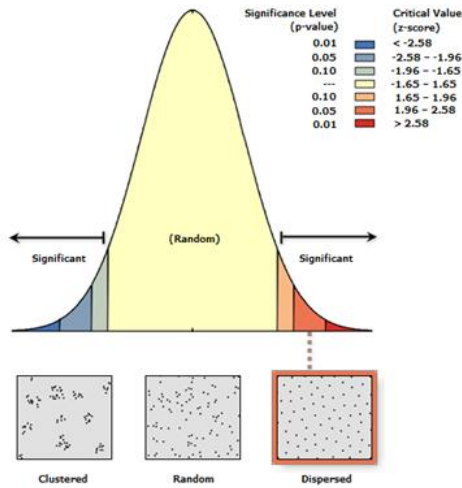 Significance Level
(p-value)
Critical Value
(z-score)
0.01 < -2.58
0.05 -2.58 – -1.96
0.10 -1.96 – -1.65
--- -1.65 – 1.65
0.10 1.65 – 1.96
0.05 1.96 – 2.58
0.01 > 2.58
(Random)
Significant
Significant
Clustered
Random
Dispersed